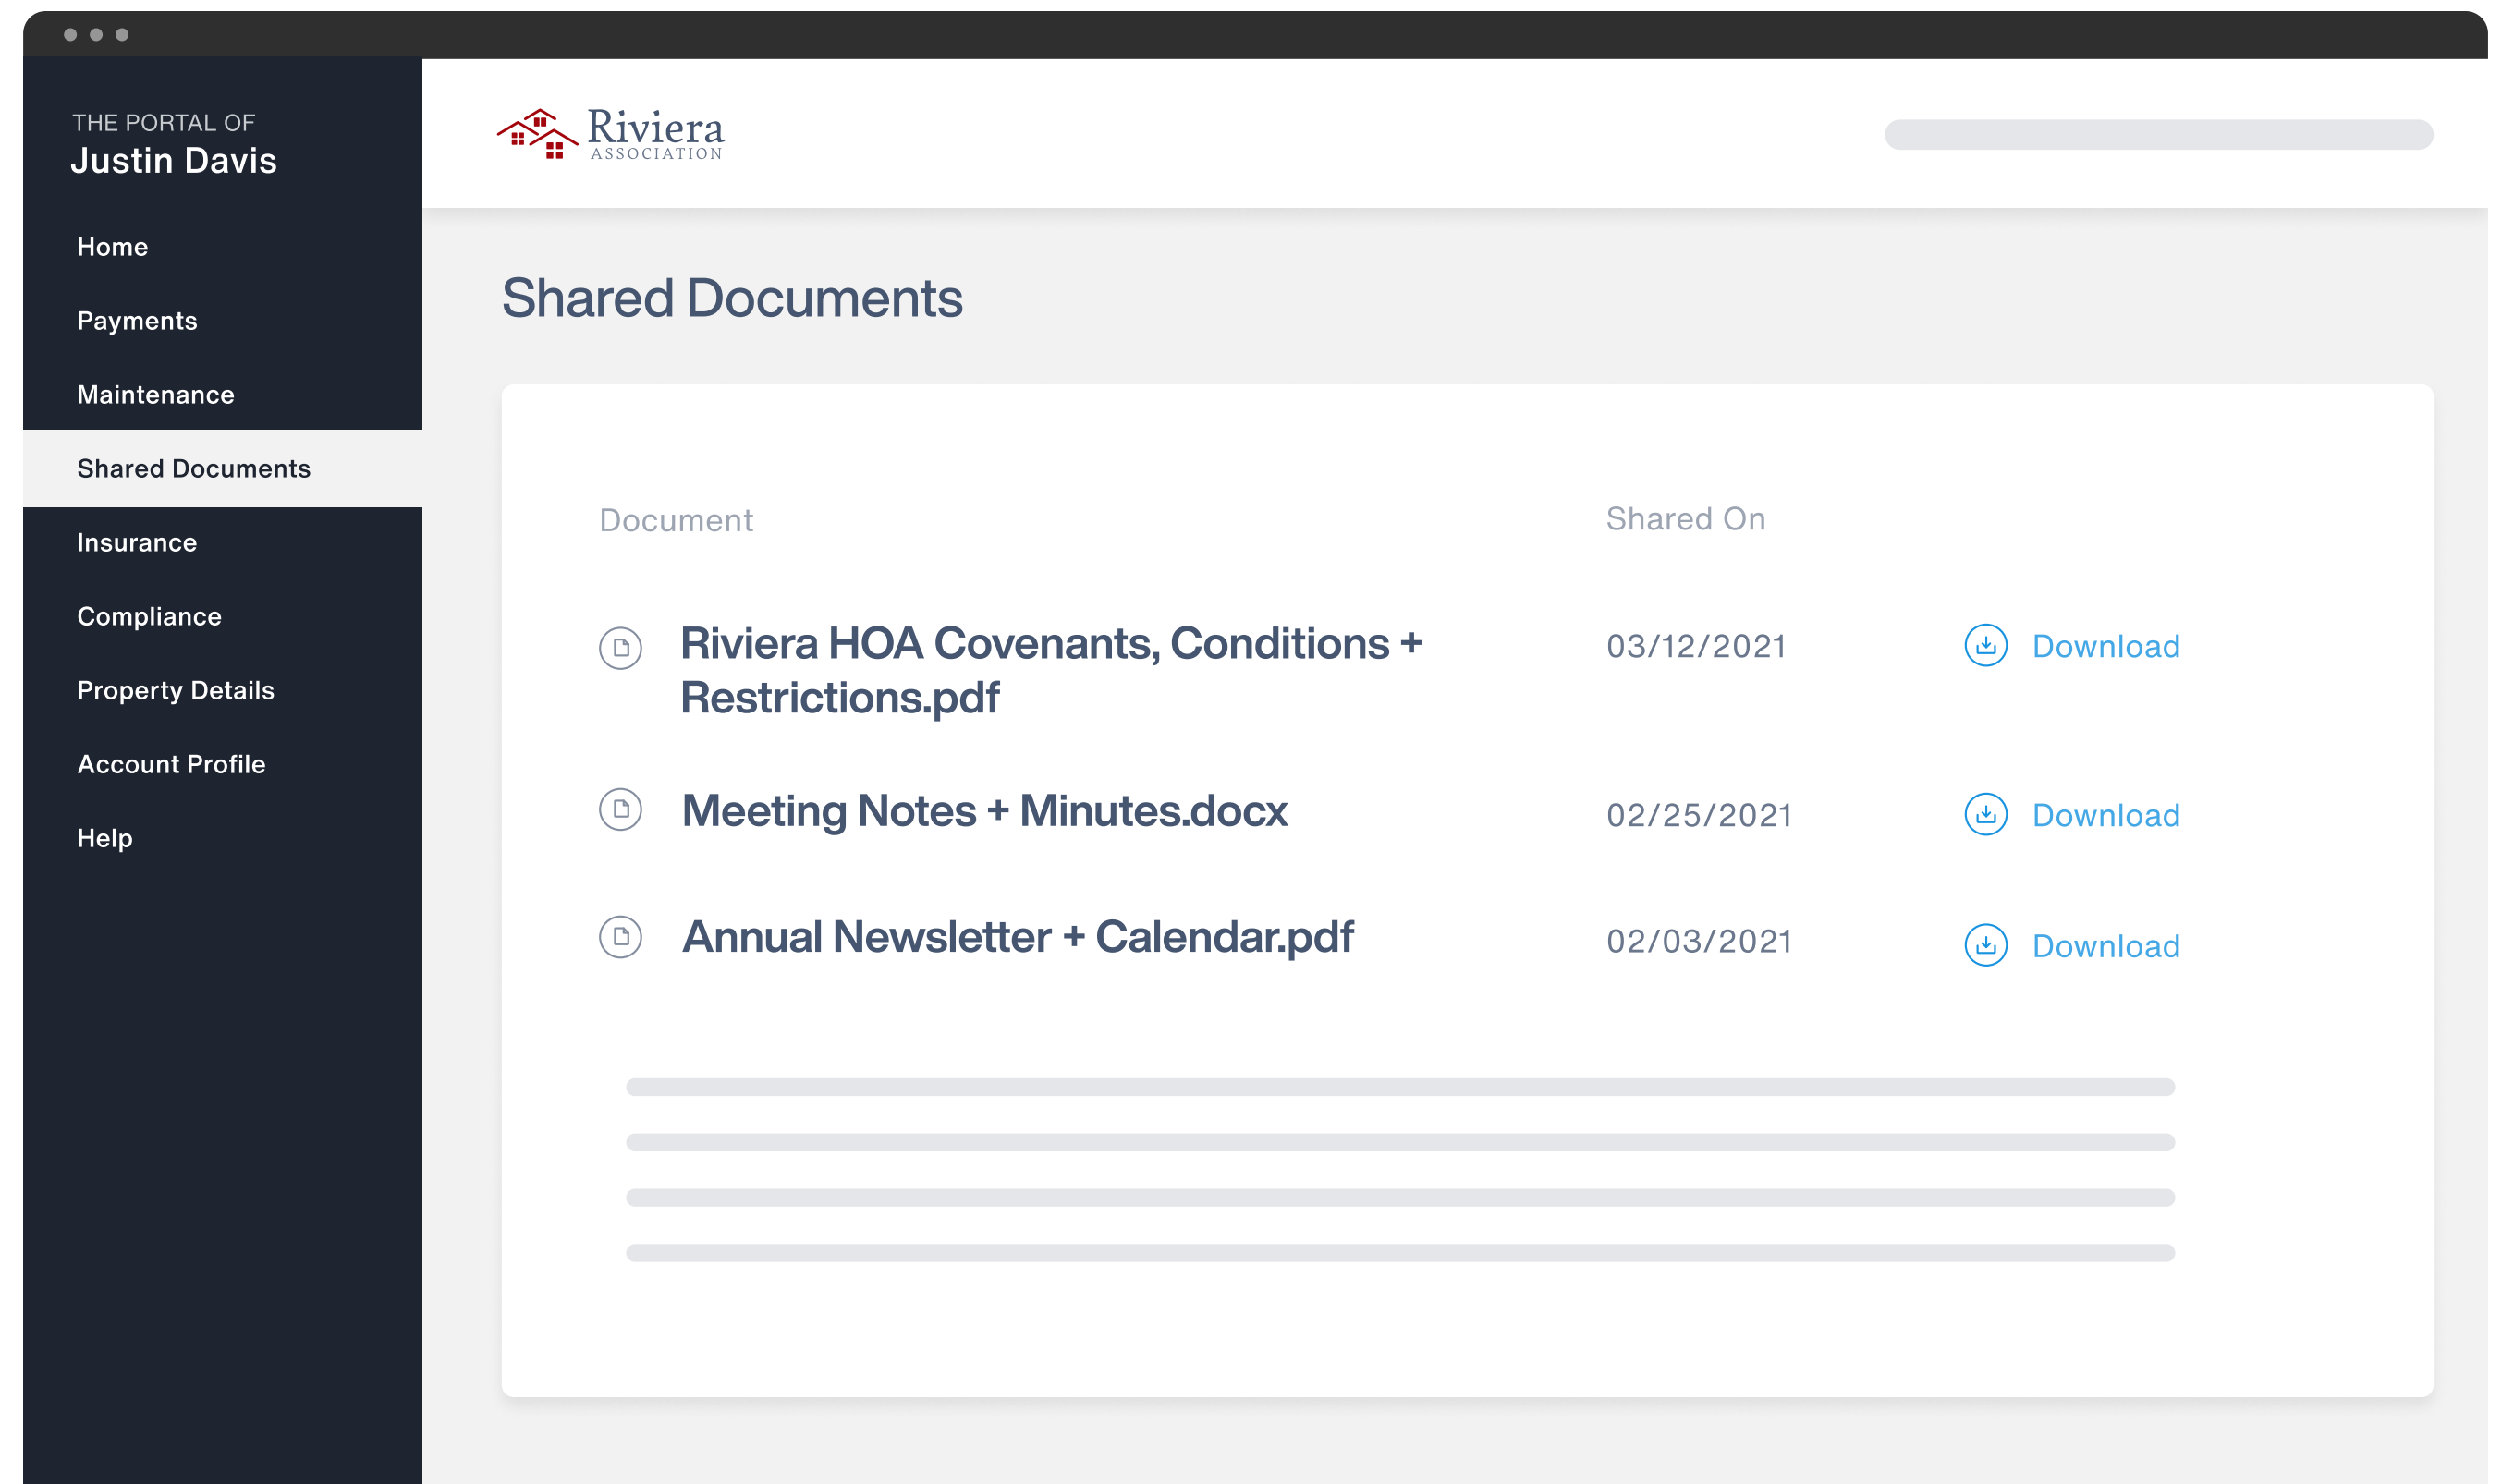 THE PORTAL OF
Justin Davis
Home
Payments
Maintenance
Shared Documents
Insurance
Compliance
Property Details
Account Profile
Help
Riviera
ASSOCIATION
Shared Documents
Document Shared On
Riviera HOA Covenants, Conditions + 03/12/2021 Download
Restrictions.pdf
Meeting Notes + Minutes.docx 02/25/2021 Download
Annual Newsletter + Calendar.pdf 02/03/2021 Download